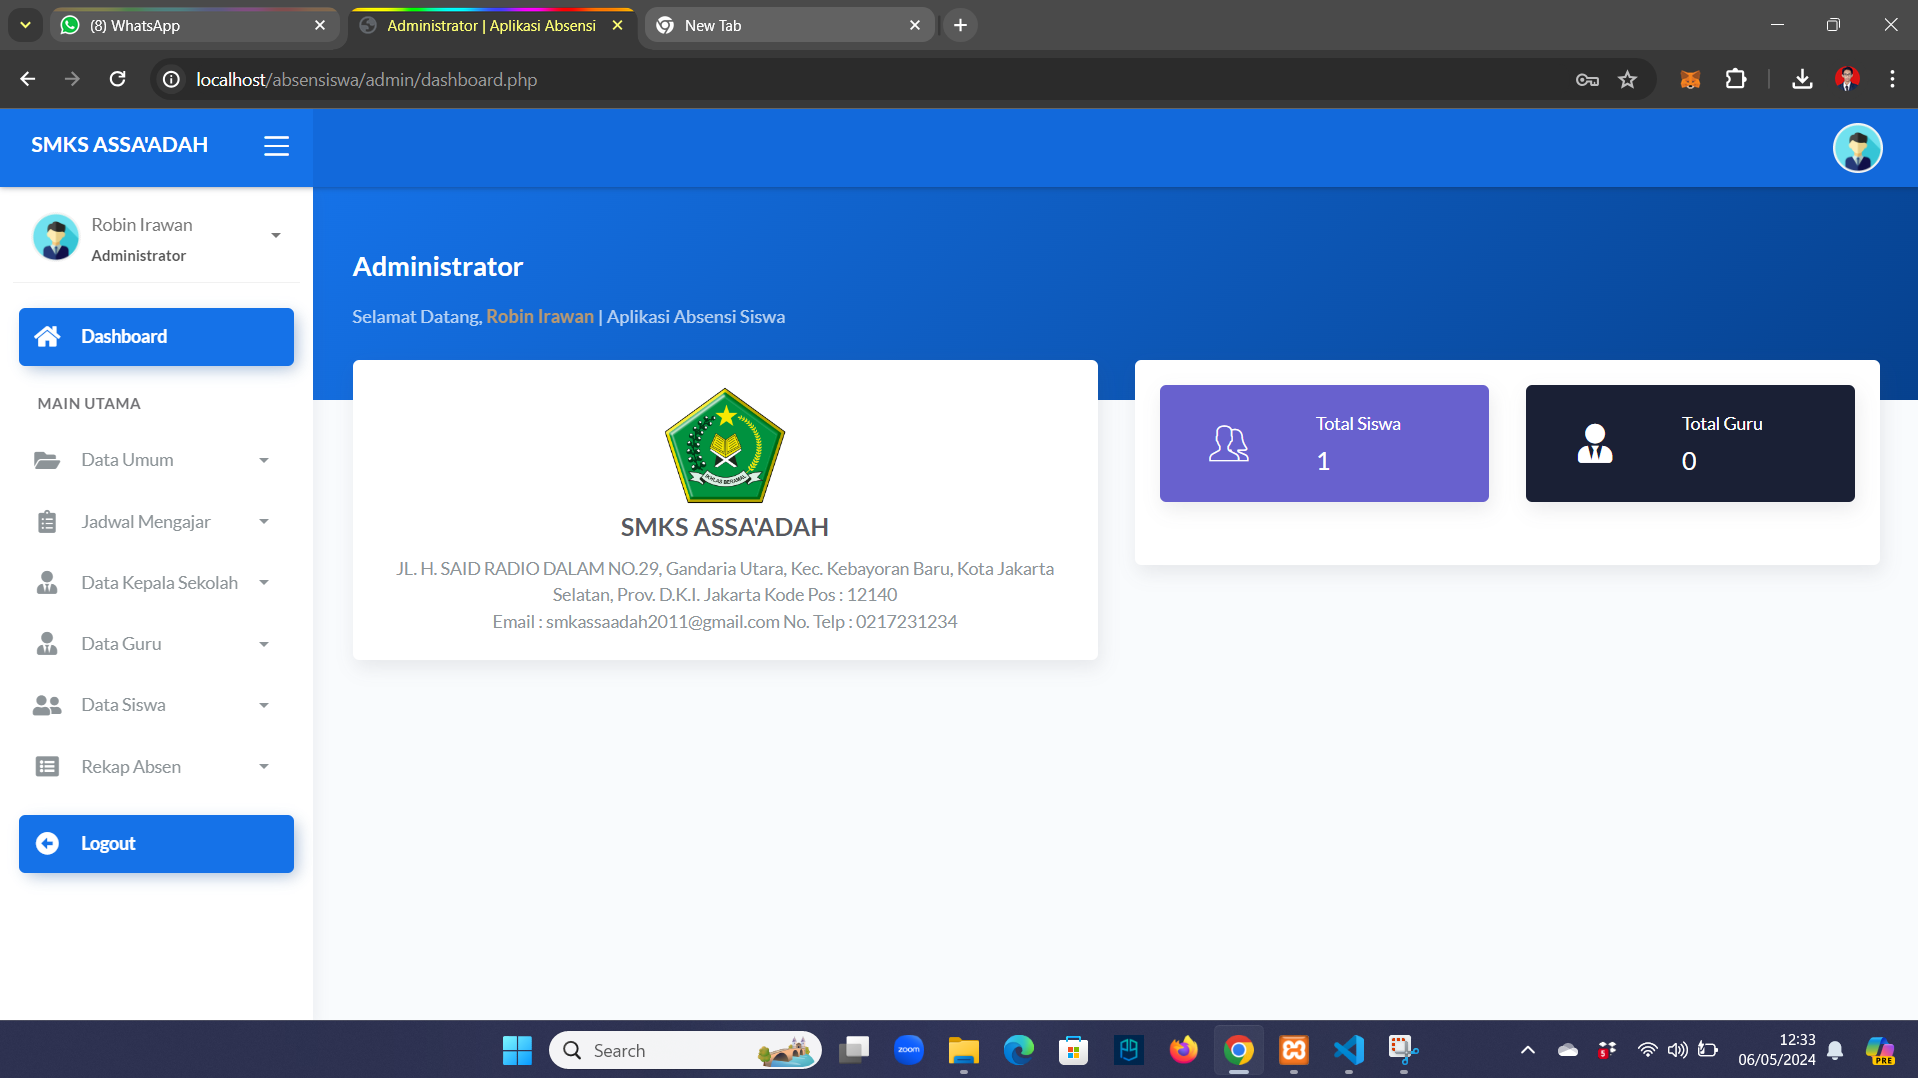 (8) WhatsApp
Administrator | Aplikasi Absensi
New Tab
localhost/absensiswa/admin/dashboard.php
SMKS ASSA'ADAH
Robin Irawan
Administrator
Dashboard
MAIN UTAMA
Data Umum
Jadwal Mengajar
Data Kepala Sekolah
Data Guru
Data Siswa
Rekap Absen
Logout
Administrator
Selamat Datang, Robin Irawan | Aplikasi Absensi Siswa
IKHLAS BERAMAL
SMKS ASSA'ADAH
JL. H. SAID RADIO DALAM NO.29, Gandaria Utara, Kec. Kebayoran Baru, Kota Jakarta
Selatan, Prov. D.K.I. Jakarta Kode Pos : 12140
Email : smkassaadah2011@gmail.com No. Telp : 0217231234
Total Siswa
1
Total Guru
0
Search
zoom
5
12:33
06/05/2024
PRE